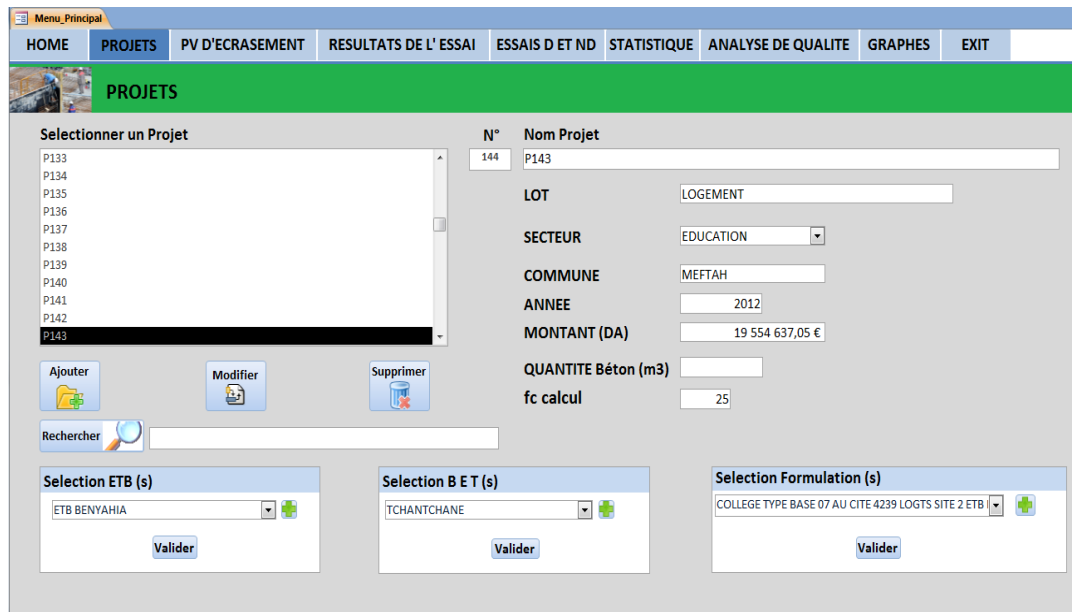 Menu_Principal
HOME PROJETS PV D'ECRASEMENT RESULTATS DE L' ESSAI ESSAIS D ET ND STATISTIQUE ANALYSE DE QUALITE GRAPHES EXIT
PROJETS
Selectionner un Projet
P133
P134
P135
P136
P137
P138
P139
P140
P141
P142
P143
N° Nom Projet
144 P143
LOT LOGEMENT
SECTEUR EDUCATION
COMMUNE MEFTAH
ANNEE 2012
MONTANT (DA) 19 554 637,05 €
QUANTITE Béton (m3)
fc calcul 25
Ajouter Modifier Supprimer
Rechercher
Selection ETB (s)
ETB BENYAHIA
Valider
Selection B E T (s)
TCHANTCHANE
Valider
Selection Formulation (s)
COLLEGE TYPE BASE 07 AU CITE 4239 LOGTS SITE 2 ETB
Valider